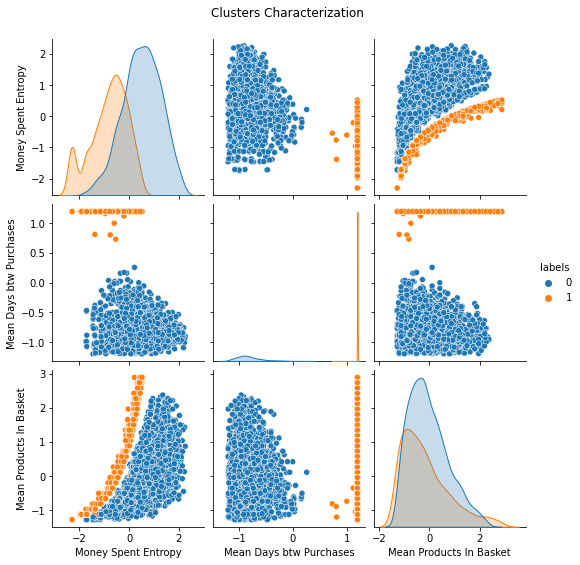 Clusters Characterization
Money Spent Entropy
2
1
0
−1
−2
Mean Days btw Purchases
1.0
0.5
0.0
−0.5
−1.0
labels
0
1
Mean Products In Basket
3
2
1
0
−1
−2 0 2
−1 0 1
−2 0 2
Money Spent Entropy
Mean Days btw Purchases
Mean Products In Basket